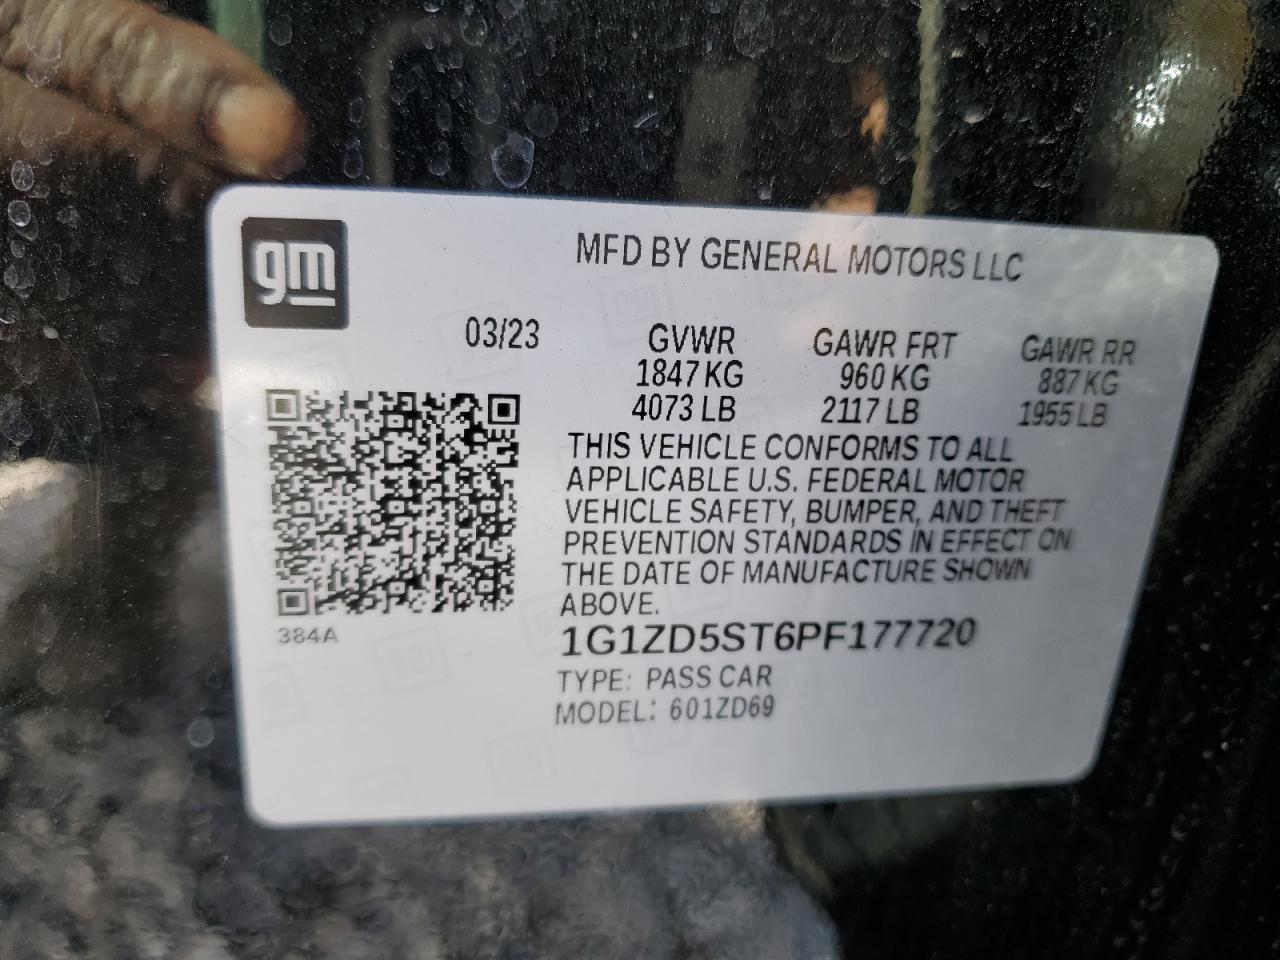 gm
MFD BY GENERAL MOTORS LLC
03/23
GVWR GAWR FRT GAWR RR
1847 KG 960 KG 887 KG
4073 LB 2117 LB 1955 LB
THIS VEHICLE CONFORMS TO ALL
APPLICABLE U.S. FEDERAL MOTOR
VEHICLE SAFETY, BUMPER, AND THEFT
PREVENTION STANDARDS IN EFFECT ON
THE DATE OF MANUFACTURE SHOWN
ABOVE.
384A
1G1ZD5ST6PF177720
TYPE: PASS CAR
MODEL: 601ZD69